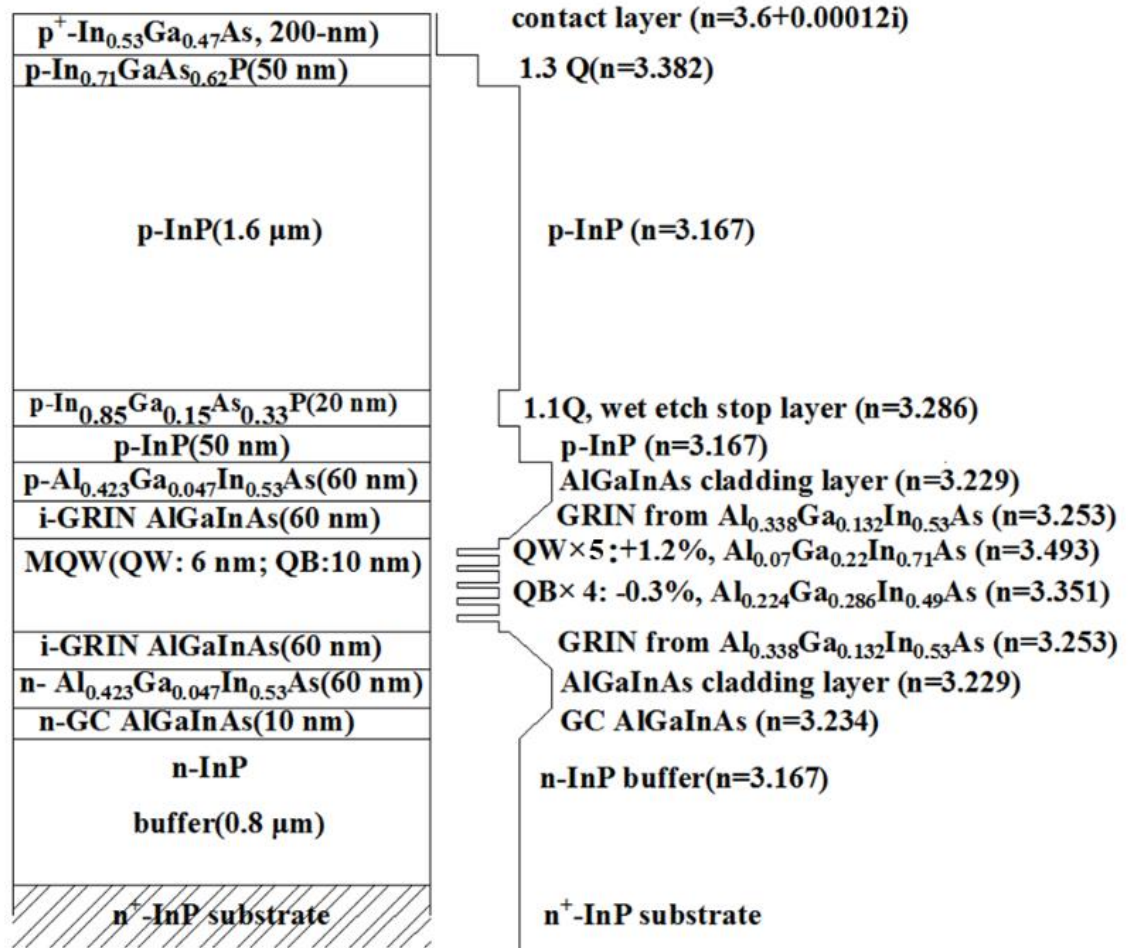 p⁺-In₀.₅₃Ga₀.₄₇As, 200-nm)
contact layer (n=3.6+0.00012i)
p-In₀.₇₁GaAs₀.₆₂P(50 nm)
1.3 Q(n=3.382)
p-InP(1.6 μm)
p-InP (n=3.167)
p-In₀.₈₅Ga₀.₁₅As₀.₃₃P(20 nm)
1.1Q, wet etch stop layer (n=3.286)
p-InP(50 nm)
p-InP (n=3.167)
p-Al₀.₄₂₃Ga₀.₀₄₇In₀.₅₃As(60 nm)
AlGaInAs cladding layer (n=3.229)
i-GRIN AlGaInAs(60 nm)
GRIN from Al₀.₃₃₈Ga₀.₁₃₂In₀.₅₃As (n=3.253)
MQW(QW: 6 nm; QB:10 nm)
QW×5:+1.2%, Al₀.₀₇Ga₀.₂₂In₀.₇₁As (n=3.493)
QB× 4: -0.3%, Al₀.₂₂₄Ga₀.₂₈₆In₀.₄₉As (n=3.351)
i-GRIN AlGaInAs(60 nm)
GRIN from Al₀.₃₃₈Ga₀.₁₃₂In₀.₅₃As (n=3.253)
n- Al₀.₄₂₃Ga₀.₀₄₇In₀.₅₃As(60 nm)
AlGaInAs cladding layer (n=3.229)
n-GC AlGaInAs(10 nm)
GC AlGaInAs (n=3.234)
n-InP
buffer(0.8 μm)
n-InP buffer(n=3.167)
n⁺-InP substrate
n⁺-InP substrate